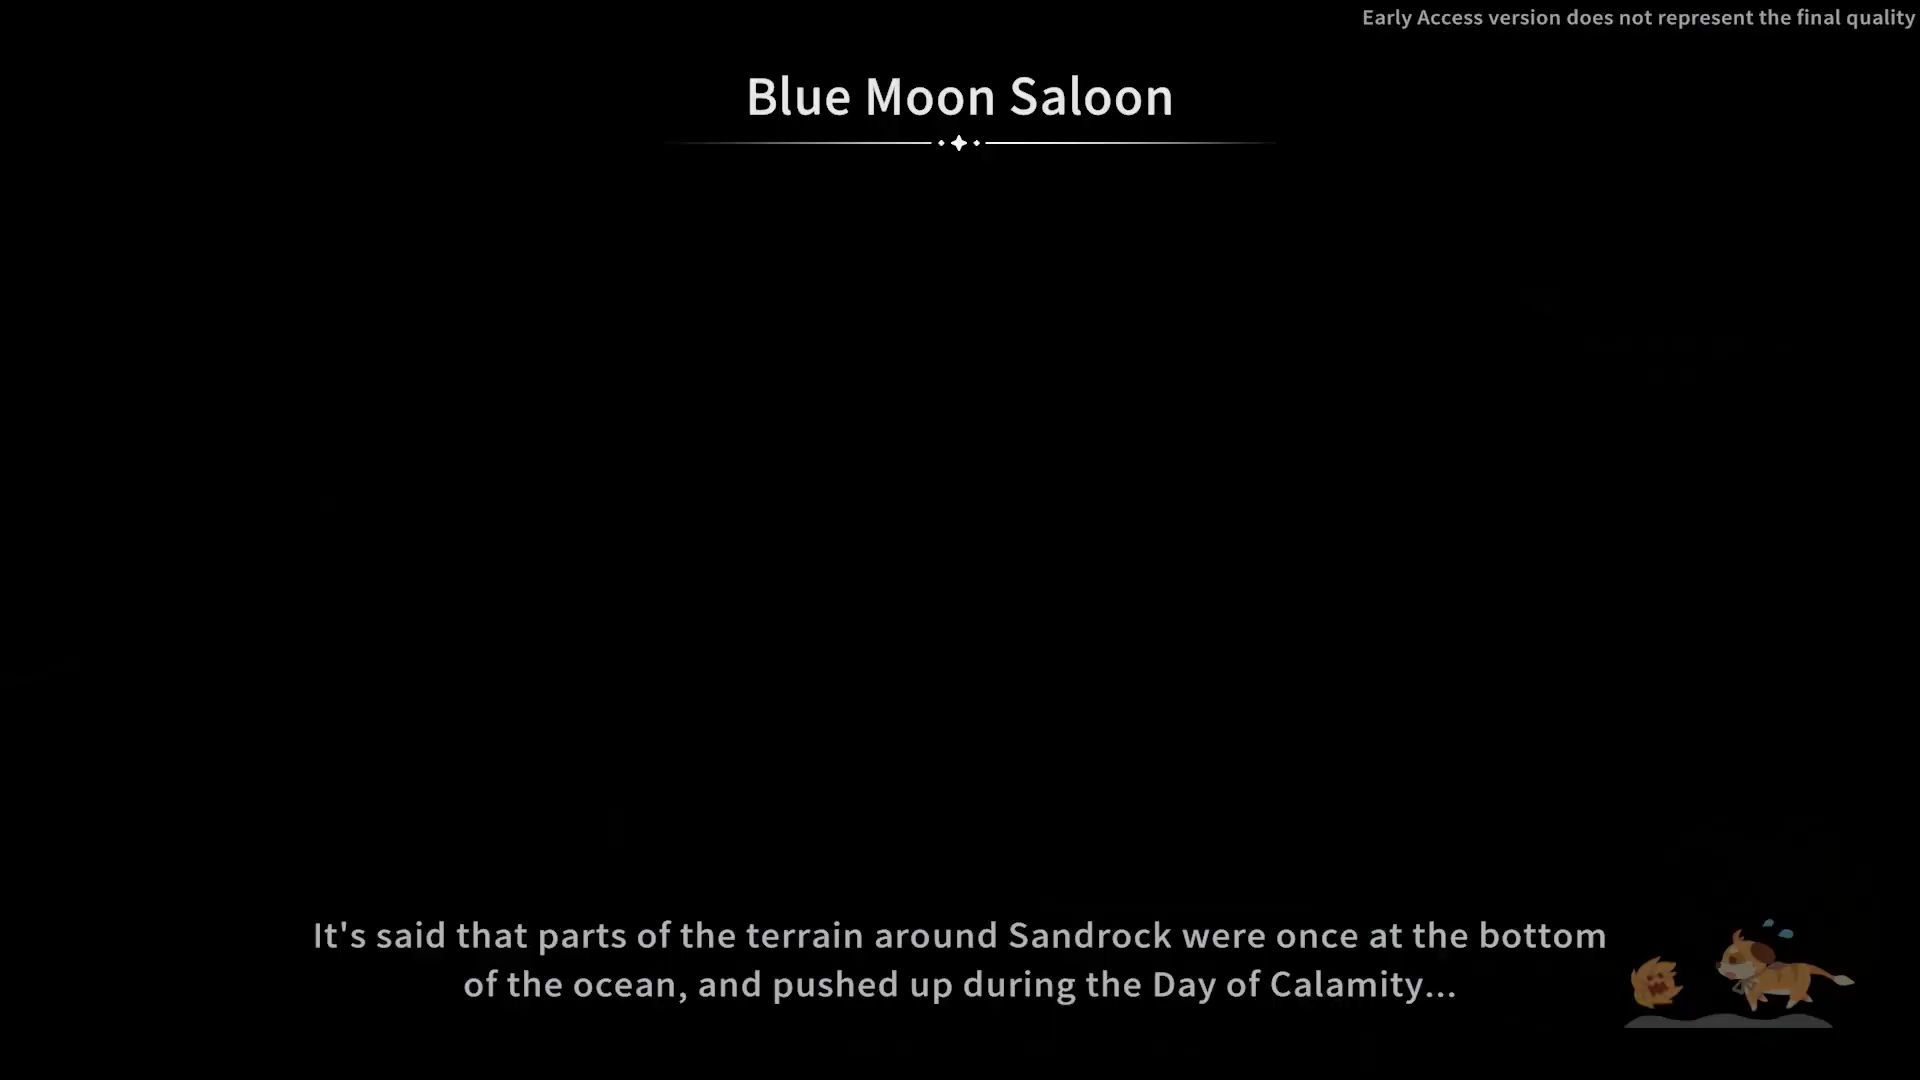 Early Access version does not represent the final quality
Blue Moon Saloon
It's said that parts of the terrain around Sandrock were once at the bottom
of the ocean, and pushed up during the Day of Calamity...